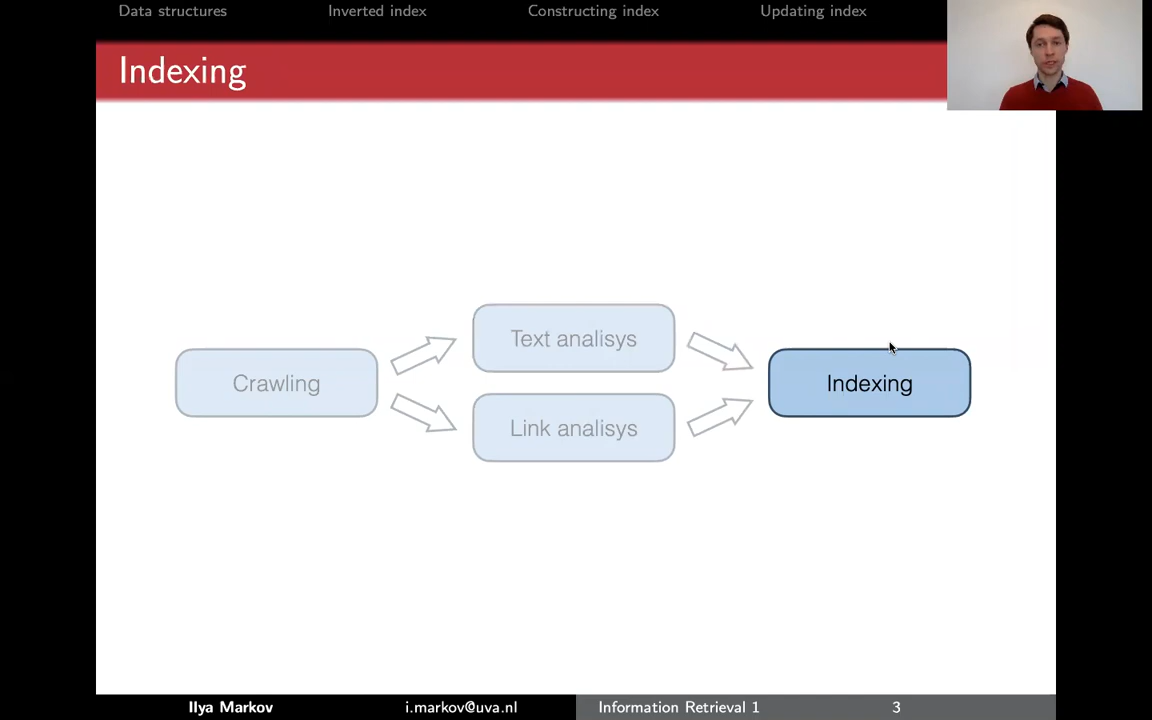 Data structures Inverted index Constructing index Updating index
Indexing
Text analisys
Crawling
Indexing
Link analisys
Ilya Markov i.markov@uva.nl Information Retrieval 1 3